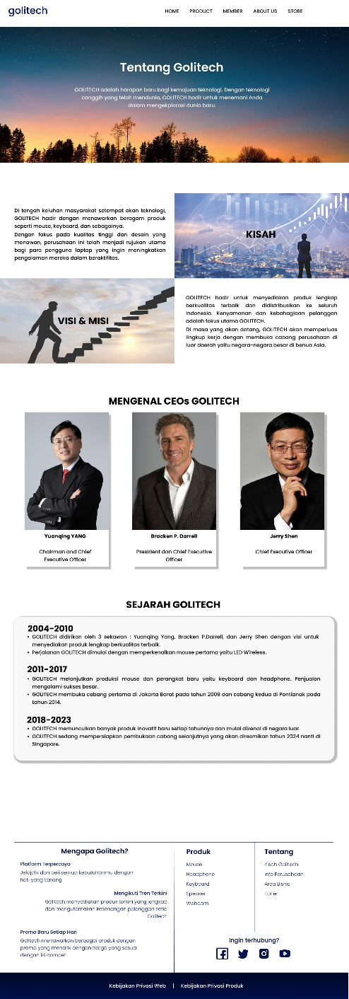 golitech
HOME PRODUCT MEMBER ABOUT US STORE
Tentang Golitech
GOLITECH adalah harapan baru bagi kemajuan teknologi. Dengan teknologi
canggih yang telah mendunia, GOLITECH hadir untuk menemani Anda
dalam mengekplorasi dunia baru.
Di tengah keluhan masyarakat setempat akan teknologi,
GOLITECH hadir dengan menawarkan beragam produk
seperti mouse, keyboard, dan sebagainya.
Dengan fokus pada kualitas tinggi dan desain yang
menawan, perusahaan ini telah menjadi rujukan utama
bagi para pengguna laptop yang ingin meningkatkan
pengalaman mereka dalam beraktifitas.
KISAH
VISI & MISI
GOLITECH hadir untuk menyediakan produk lengkap
berkualitas terbaik dan didistribusikan ke seluruh
Indonesia. Kenyamanan dan kebahagiaan pelanggan
adalah fokus utama GOLITECH.
Di masa yang akan datang, GOLITECH akan memperluas
lingkup kerja dengan membuka cabang perusahaan di
luar daerah yaitu negara-negara besar di benua Asia.
MENGENAL CEOs GOLITECH
Yuanqing YANG
Chairman and Chief
Executive Officer
Bracken P. Darrell
President dan Chief Executive
Officer
Jerry Shen
Chief Executive Officer
SEJARAH GOLITECH
2004-2010
• GOLITECH didirikan oleh 3 sekawan : Yuanqing Yang, Bracken P.Darrell, dan Jerry Shen dengan visi untuk
menyediakan produk lengkap berkualitas terbaik.
• Perjalanan GOLITECH dimulai dengan memperkenalkan mouse pertama yaitu LED Wireless.
2011-2017
• GOLITECH melanjutkan produksi mouse dan perangkat baru yaitu keyboard dan headphone. Penjualan
mengalami sukses besar.
• GOLITECH membuka cabang pertama di Jakarta Barat pada tahun 2009 dan cabang kedua di Pontianak pada
tahun 2014.
2018-2023
• GOLITECH memunculkan banyak produk inovatif baru setiap tahunnya dan mulai dikenal di negara luar.
• GOLITECH sedang mempersiapkan pembukaan cabang selanjutnya yang akan diresmikan tahun 2024 nanti di
Singapore.
Mengapa Golitech?
Platform Terpercaya
Jelajahi dan beli semua kebutuhanmu dengan
hati yang tenang
Mengikuti Tren Terkini
Golitech menyediakan produk terkini yang lengkap
dan mengutamakan kesenangan pelanggan setia
Golitech
Promo Baru Setiap Hari
Golitech menawarkan berbagai produk dengan
promo yang menarik dengan harga yang sesuai
dengan isi dompet
Produk
Mouse
Headphone
Keyboard
Speaker
Webcam
Tentang
Kisah Golitech
Info Perusahaan
Area Bisnis
Karier
Ingin terhubung?
Kebijakan Privasi Web | Kebijakan Privasi Produk